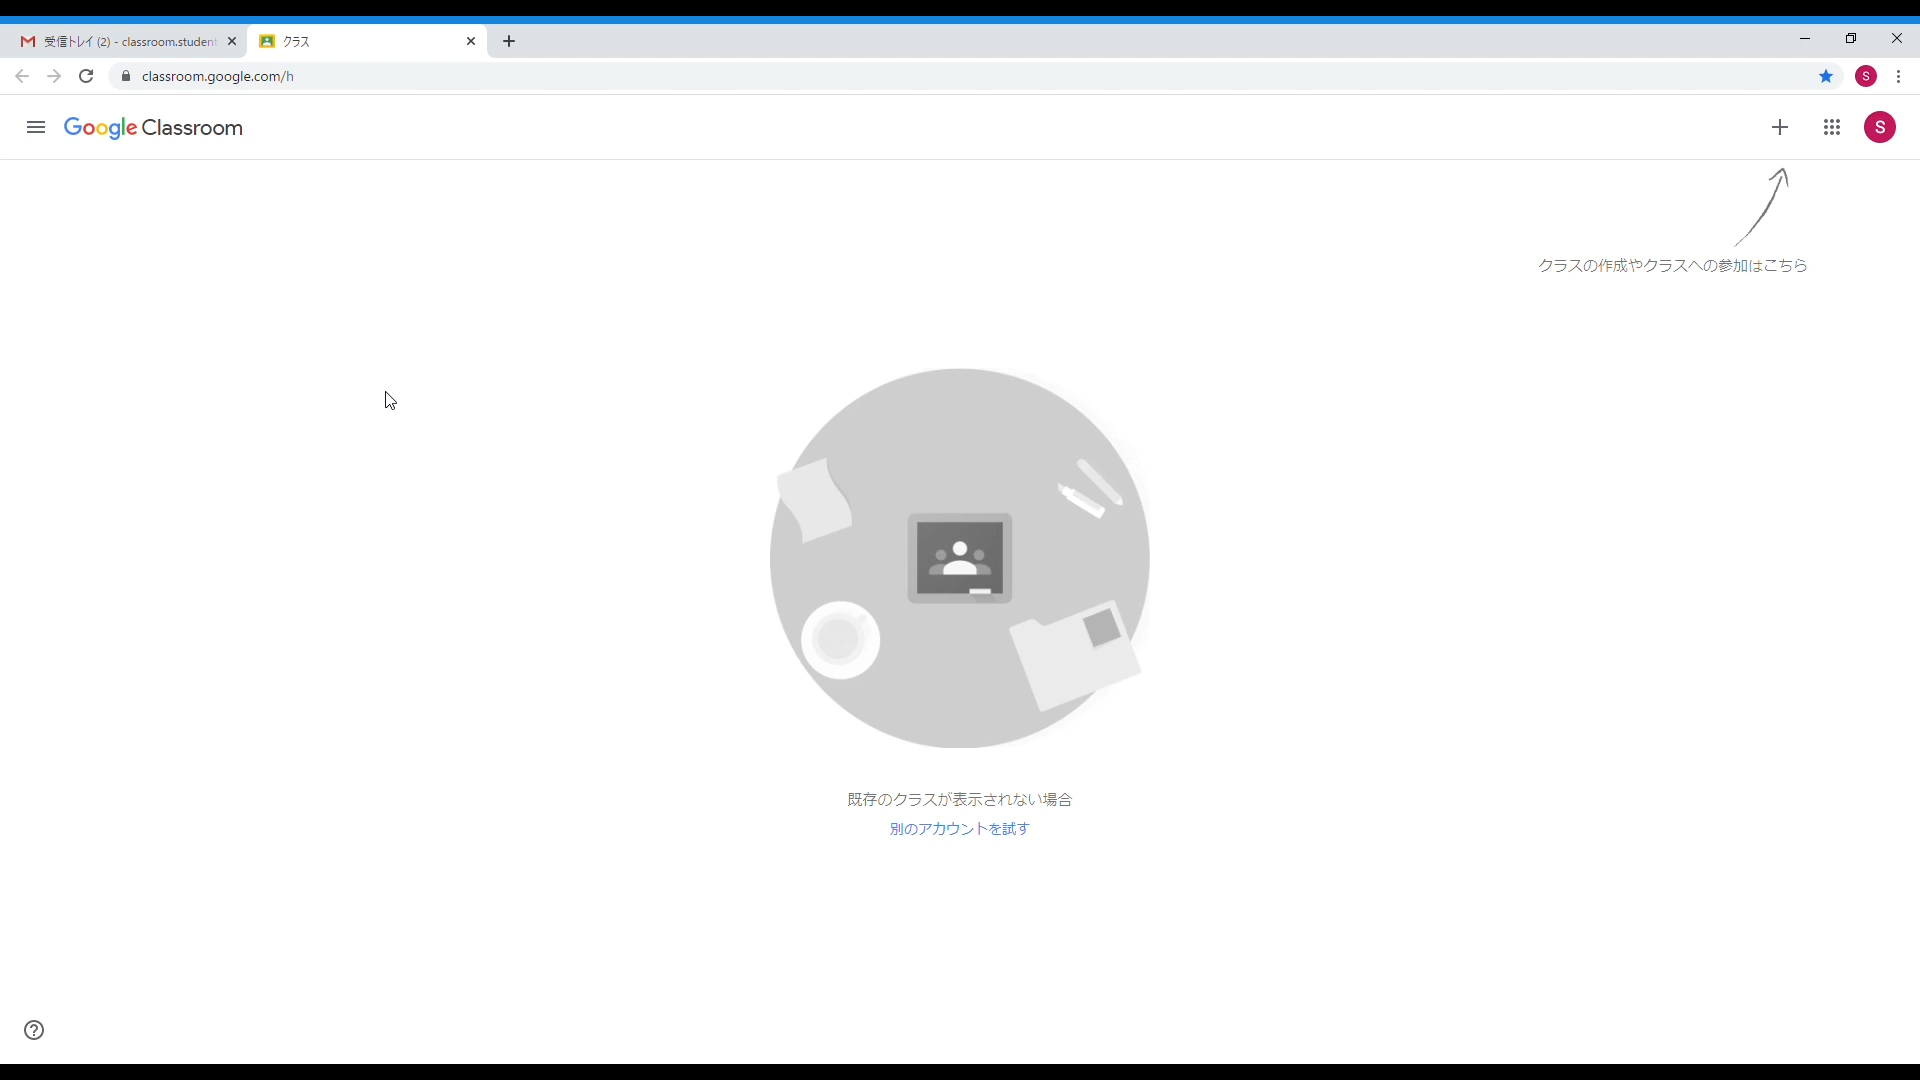 受信トレイ (2) - classroom.student
クラス
classroom.google.com/h
S
Google Classroom
S
クラスの作成やクラスへの参加はこちら
既存のクラスが表示されない場合
別のアカウントを試す